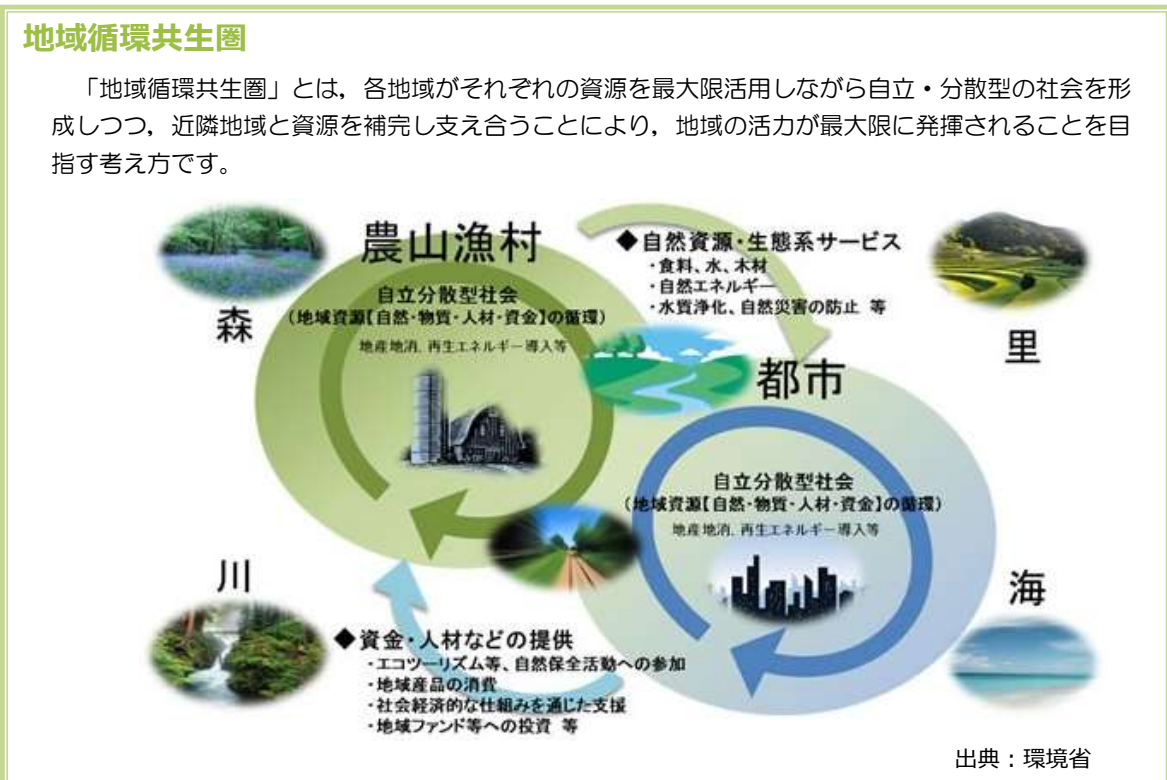 地域循環共生圏
「地域循環共生圏」とは，各地域がそれぞれの資源を最大限活用しながら自立・分散型の社会を形
成しつつ，近隣地域と資源を補完し支え合うことにより，地域の活力が最大限に発揮されることを目
指す考え方です。
農山漁村
◆自然資源・生態系サービス
・食料、水、木材
・自然エネルギー
・水質浄化、自然災害の防止 等
森
自立分散型社会
（地域資源【自然・物質・人材・資金】の循環）
地産地消、再生エネルギー導入等
里
都市
自立分散型社会
（地域資源【自然・物質・人材・資金】の循環）
地産地消、再生エネルギー導入等
川
海
◆資金・人材などの提供
・エコツーリズム等、自然保全活動への参加
・地域産品の消費
・社会経済的な仕組みを通じた支援
・地域ファンド等への投資 等
出典：環境省